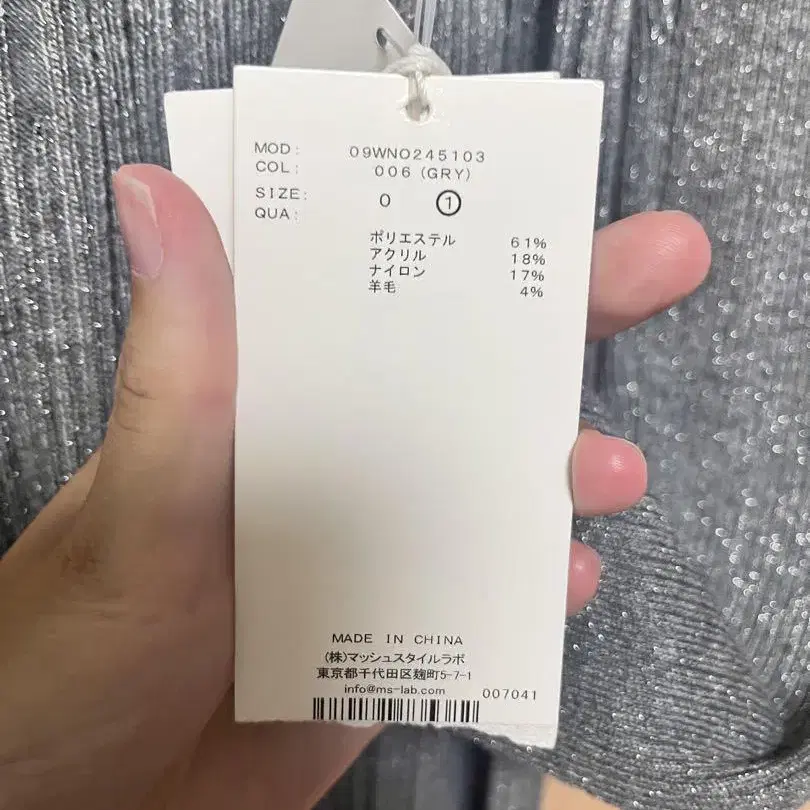 MOD: 09WNO245103
COL: 006 (GRY)
SIZE: 0 ①
QUA:
ポリエステル 61%
アクリル 18%
ナイロン 17%
羊毛 4%
MADE IN CHINA
(株)マッシュスタイルラボ
東京都千代田区麹町5-7-1
info@ms-lab.com 007041